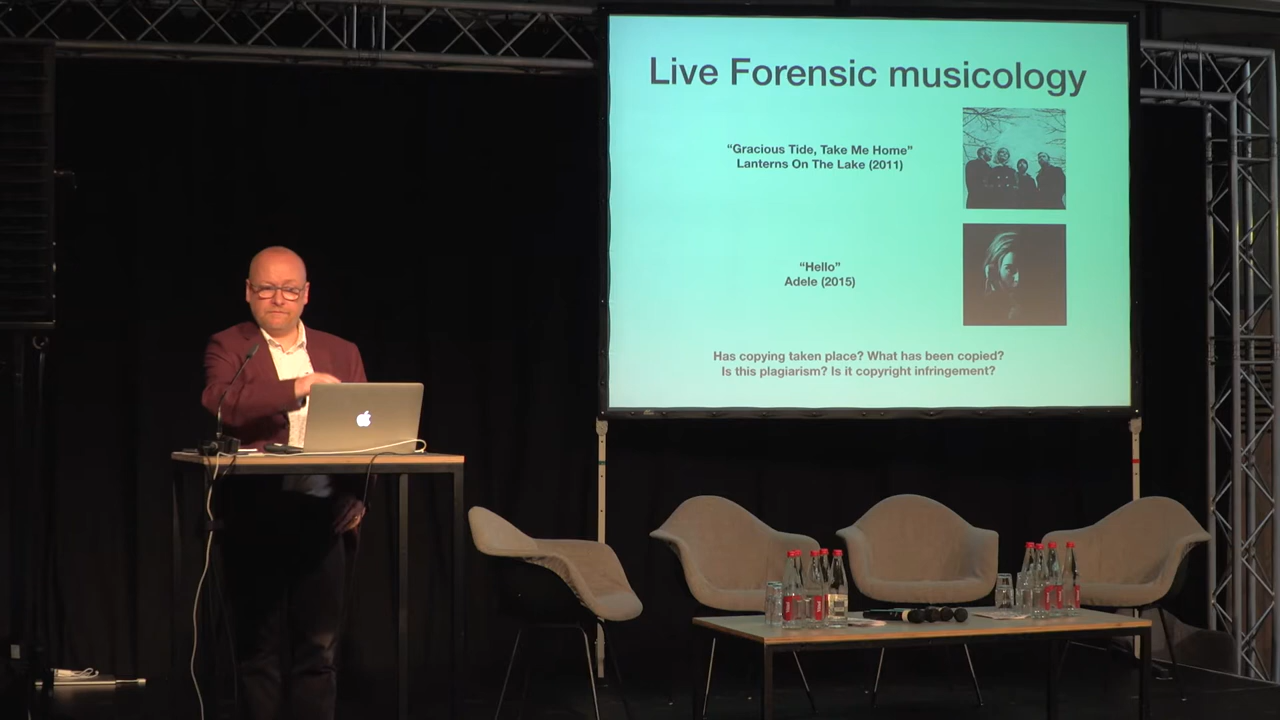 Live Forensic musicology
“Gracious Tide, Take Me Home”
Lanterns On The Lake (2011)
“Hello”
Adele (2015)
Has copying taken place? What has been copied?
Is this plagiarism? Is it copyright infringement?